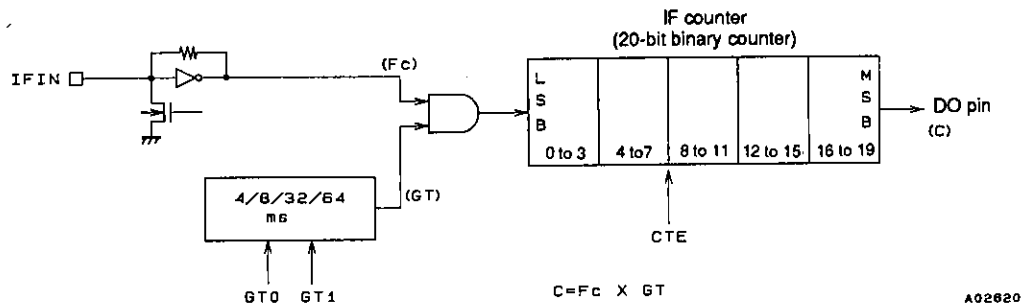 IF counter
(20-bit binary counter)
IFIN
(Fc)
L
S
B
M
S
B
DO pin
(C)
0 to 3
4 to7
8 to 11
12 to 15
16 to 19
(GT)
4/8/32/64
ms
CTE
GT0 GT1
C=Fc X GT
A02620